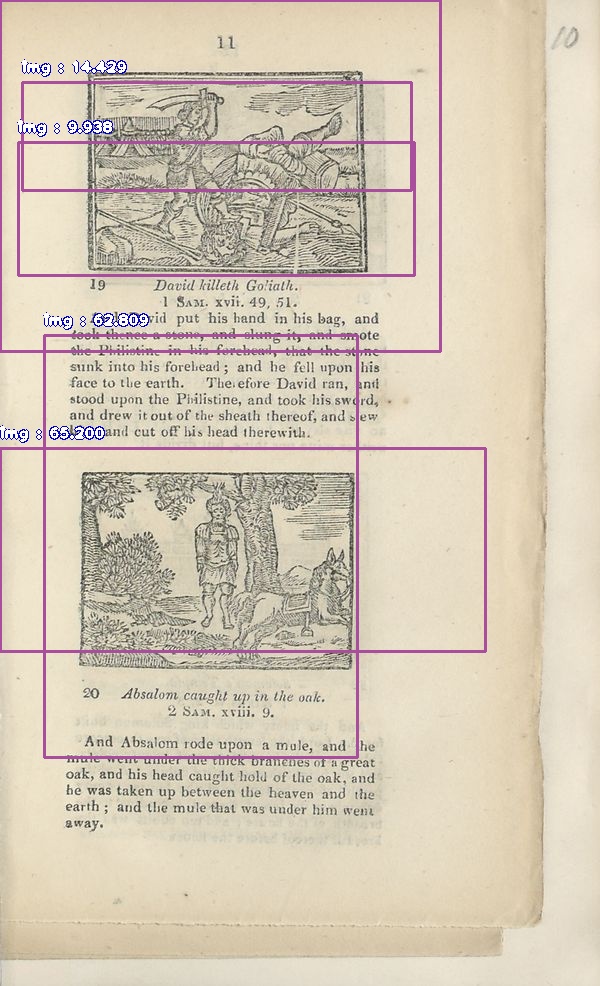 11
10
img : 14.429
img : 9.938
19 David killeth Goliath.
1 SAM. xvii. 49, 51.
img : 62.809
vid put his hand in his bag, and
took thence a stone, and slung it, and smote
the Philistine in his forehead, that the stone
sunk into his forehead ; and he fell upon his
face to the earth. Therefore David ran, and
stood upon the Philistine, and took his sword,
and drew it out of the sheath thereof, and slew
img : 65.200
and cut off his head therewith.
20 Absalom caught up in the oak.
2 SAM. xviii. 9.
And Absalom rode upon a mule, and the
mule went under the thick branches of a great
oak, and his head caught hold of the oak, and
he was taken up between the heaven and the
earth ; and the mule that was under him went
away.